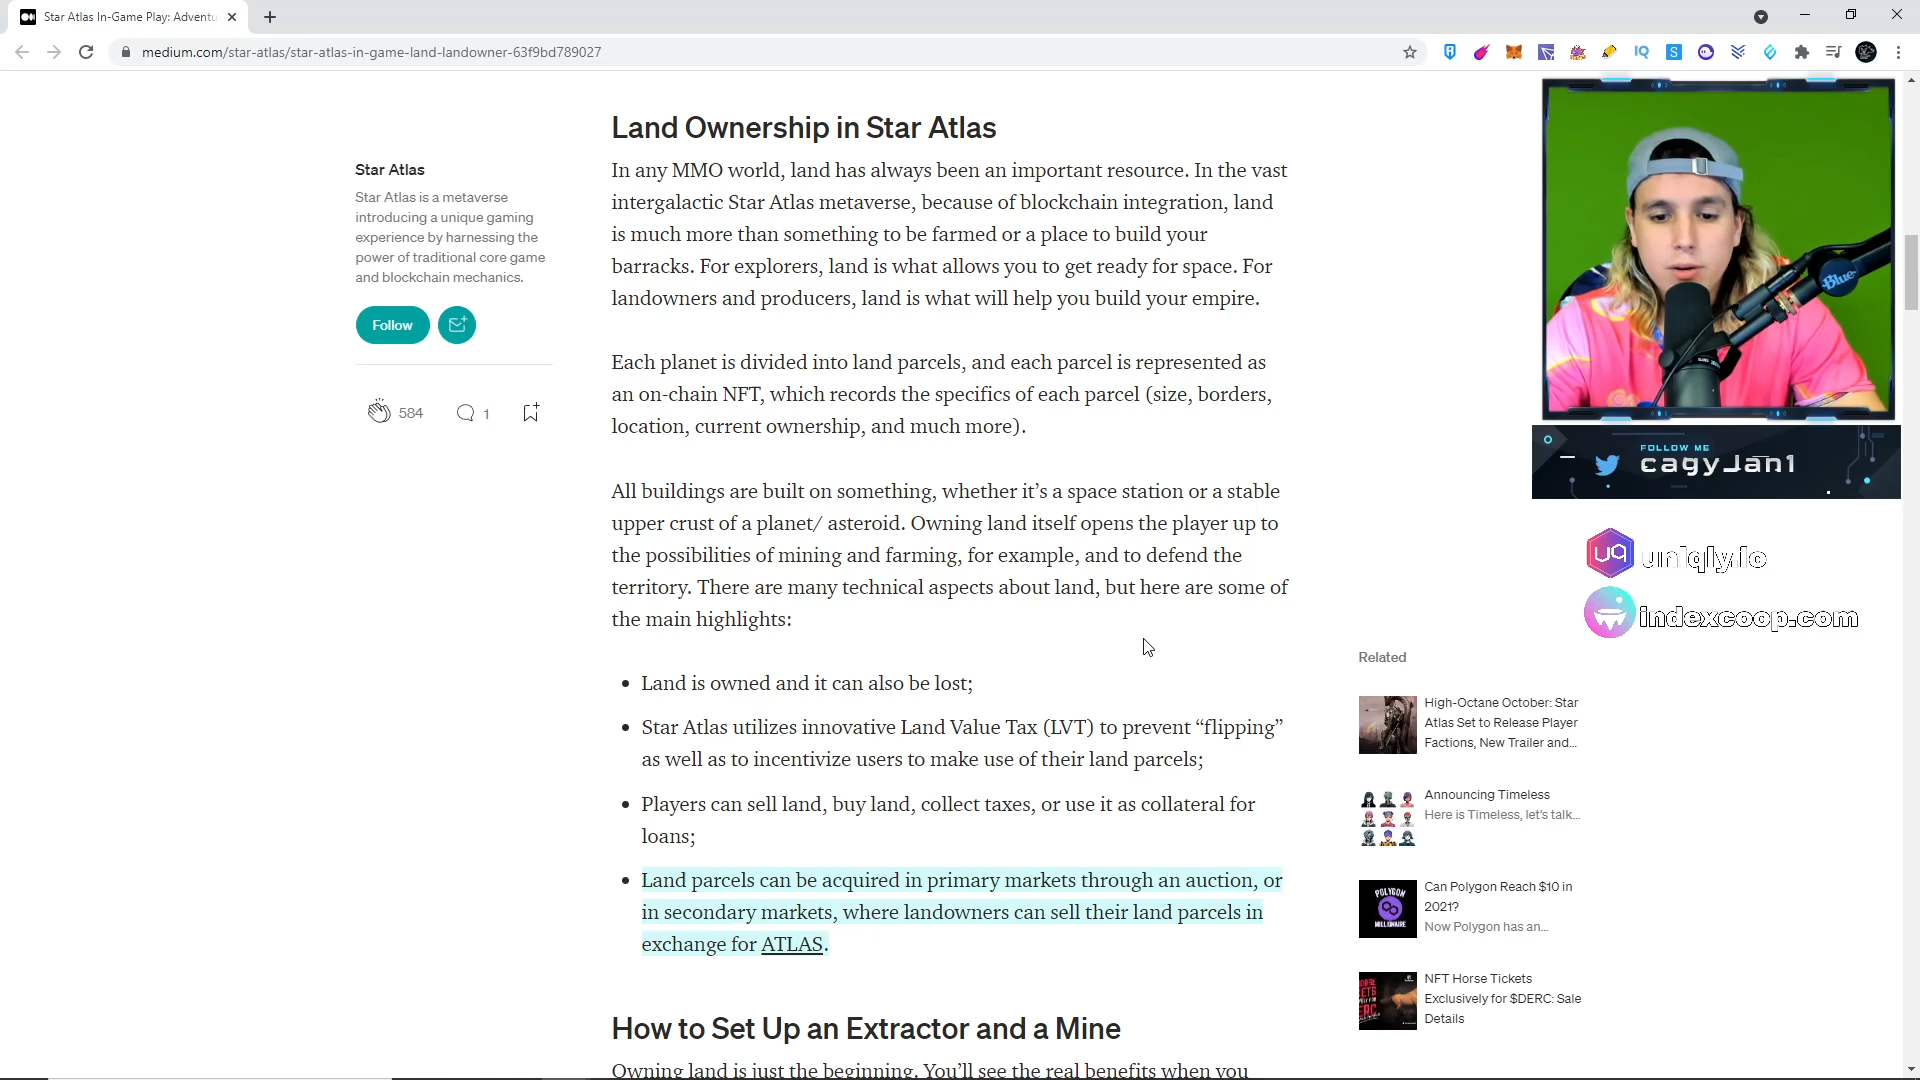 Star Atlas In-Game Play: Adventu
medium.com/star-atlas/star-atlas-in-game-land-landowner-63f9bd789027
Land Ownership in Star Atlas
In any MMO world, land has always been an important resource. In the vast
intergalactic Star Atlas metaverse, because of blockchain integration, land
is much more than something to be farmed or a place to build your
barracks. For explorers, land is what allows you to get ready for space. For
landowners and producers, land is what will help you build your empire.
Each planet is divided into land parcels, and each parcel is represented as
an on-chain NFT, which records the specifics of each parcel (size, borders,
location, current ownership, and much more).
All buildings are built on something, whether it’s a space station or a stable
upper crust of a planet/ asteroid. Owning land itself opens the player up to
the possibilities of mining and farming, for example, and to defend the
territory. There are many technical aspects about land, but here are some of
the main highlights:
Land is owned and it can also be lost;
Star Atlas utilizes innovative Land Value Tax (LVT) to prevent “flipping”
as well as to incentivize users to make use of their land parcels;
Players can sell land, buy land, collect taxes, or use it as collateral for
loans;
Land parcels can be acquired in primary markets through an auction, or
in secondary markets, where landowners can sell their land parcels in
exchange for ATLAS.
How to Set Up an Extractor and a Mine
Owning land is just the beginning. You’ll see the real benefits when you
Star Atlas
Star Atlas is a metaverse
introducing a unique gaming
experience by harnessing the
power of traditional core game
and blockchain mechanics.
Follow
584
1
Blue
FOLLOW ME
cagyJan1
uniqly.io
indexcoop.com
Related
High-Octane October: Star
Atlas Set to Release Player
Factions, New Trailer and...
Announcing Timeless
Here is Timeless, let’s talk...
POLYGON
MILLIONAIRE
Can Polygon Reach $10 in
2021?
Now Polygon has an...
NFT Horse Tickets
Exclusively for $DERC: Sale
Details